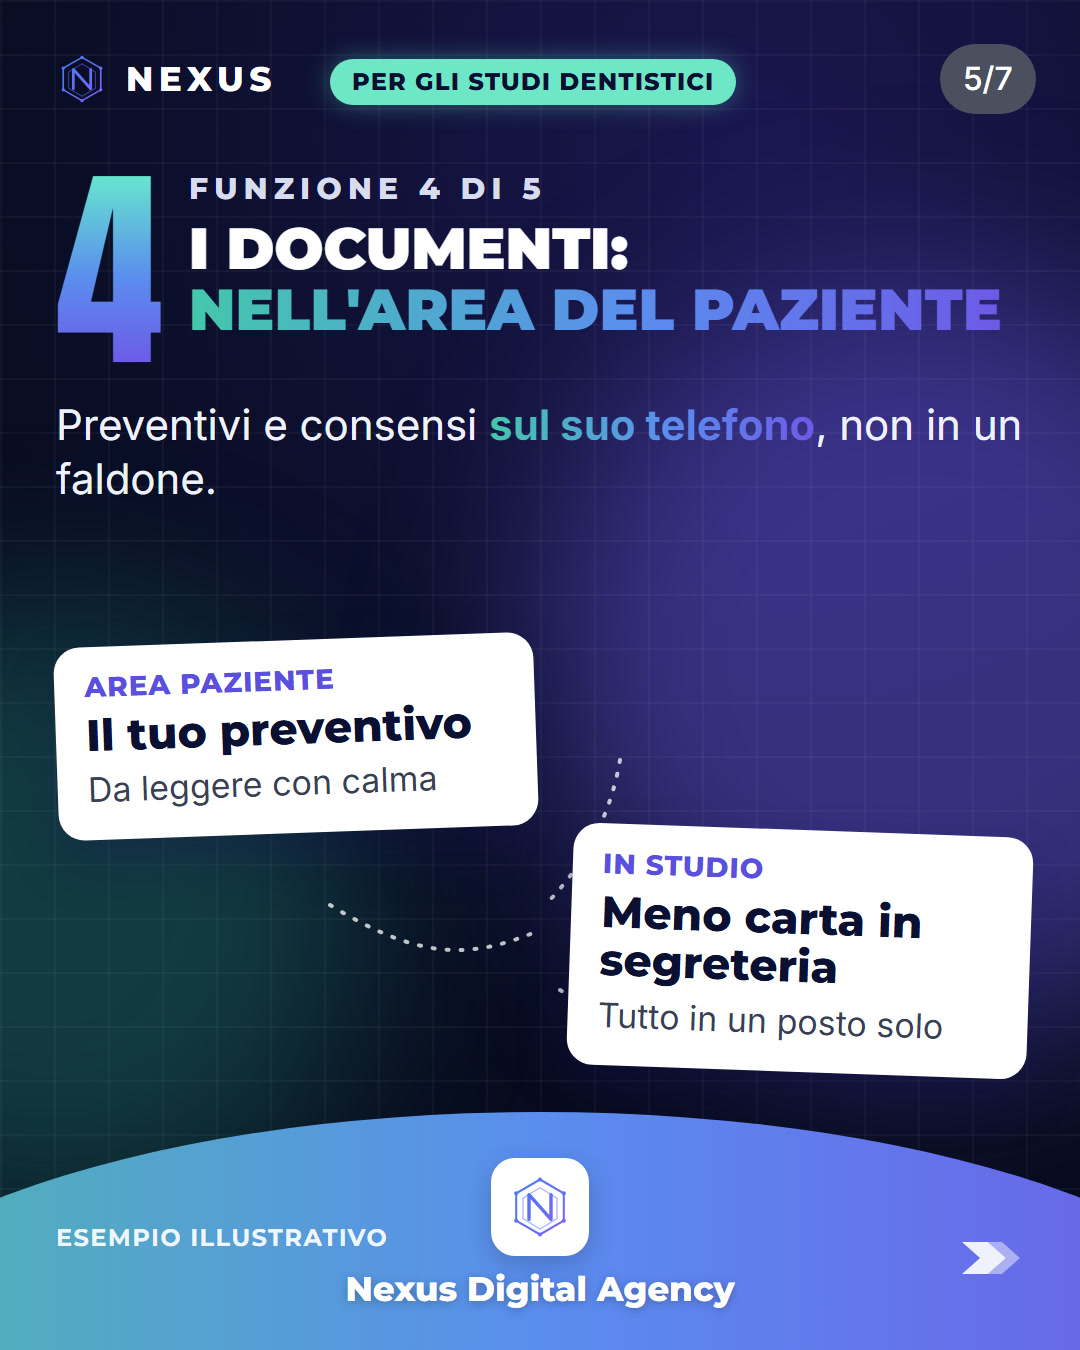 NEXUS
PER GLI STUDI DENTISTICI
5/7
4
FUNZIONE 4 DI 5
I DOCUMENTI:
NELL'AREA DEL PAZIENTE
Preventivi e consensi sul suo telefono, non in un
faldone.
AREA PAZIENTE
Il tuo preventivo
Da leggere con calma
IN STUDIO
Meno carta in
segreteria
Tutto in un posto solo
ESEMPIO ILLUSTRATIVO
N
Nexus Digital Agency